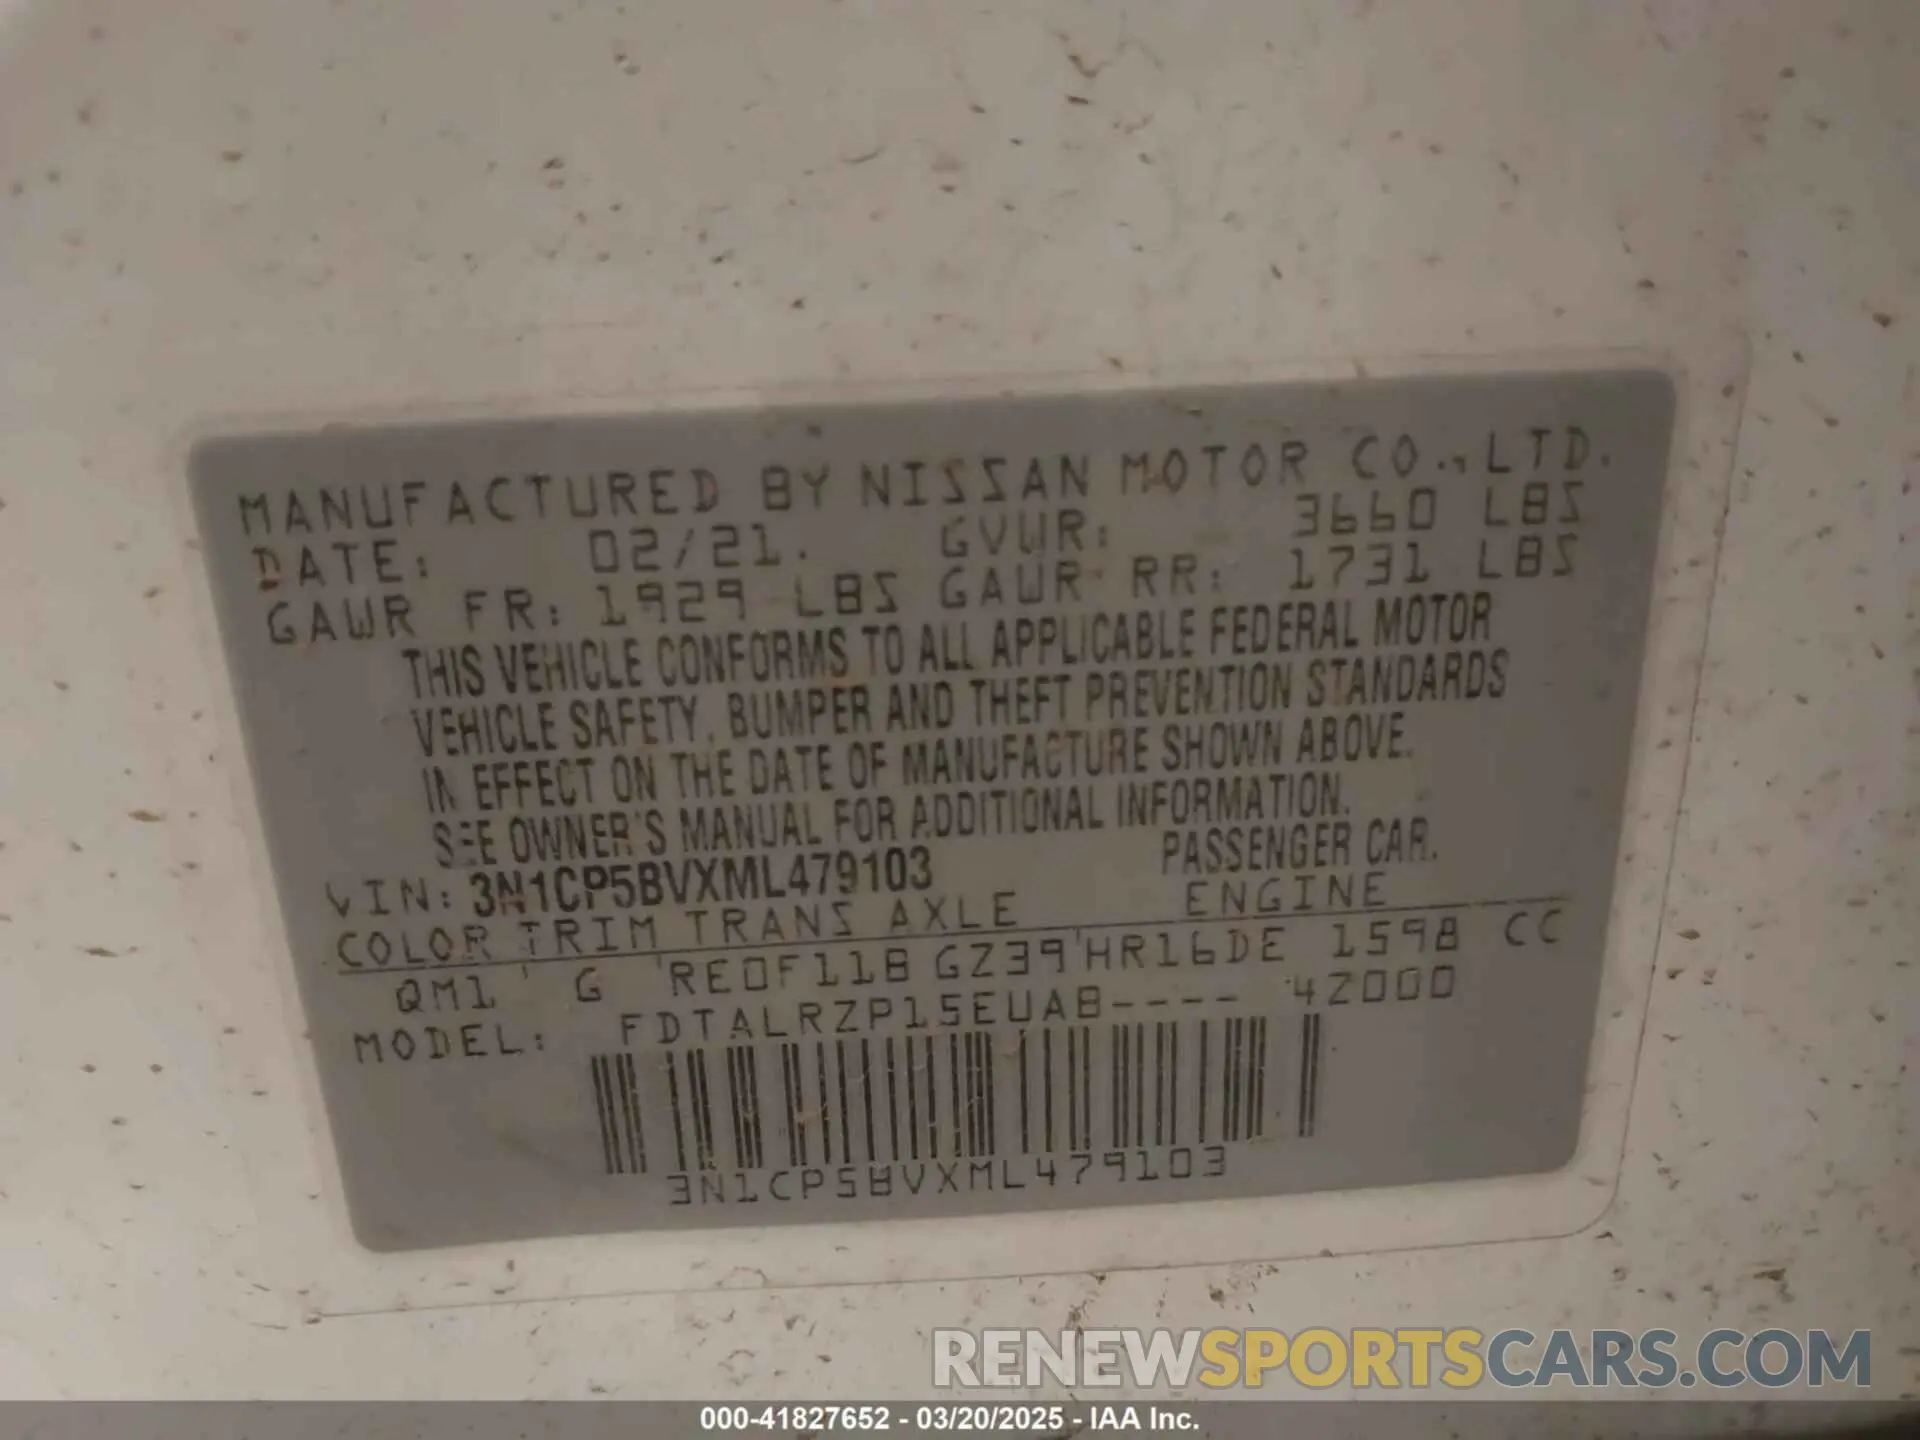 MANUFACTURED BY NISSAN MOTOR CO.,LTD.
DATE: 02/21. GVWR: 3660 LBS
GAWR FR: 1929 LBS GAWR RR: 1731 LBS
THIS VEHICLE CONFORMS TO ALL APPLICABLE FEDERAL MOTOR
VEHICLE SAFETY, BUMPER AND THEFT PREVENTION STANDARDS
IN EFFECT ON THE DATE OF MANUFACTURE SHOWN ABOVE.
SEE OWNER'S MANUAL FOR ADDITIONAL INFORMATION.
VIN: 3N1CP5BVXML479103 PASSENGER CAR.
COLOR TRIM TRANS AXLE ENGINE
QM1 G RE0F11B GZ39 HR16DE 1598 CC
MODEL: FDTALRZP15EUAB---- 42000
3N1CP5BVXML479103
RENEWSPORTSCARS.COM
000-41827652 - 03/20/2025 - IAA Inc.